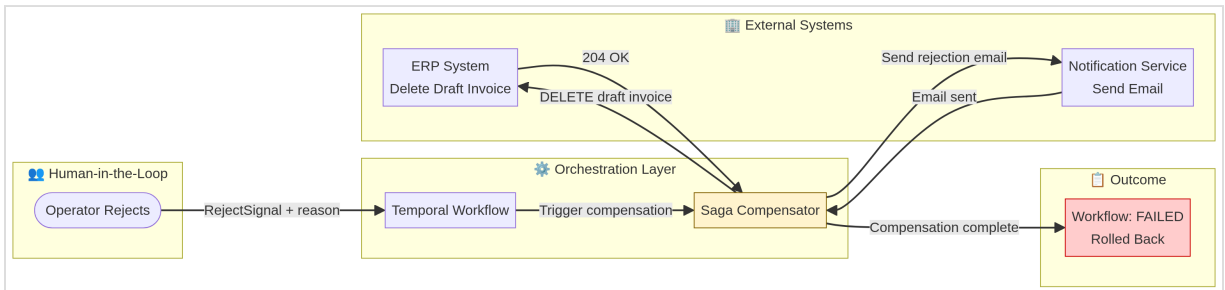 🏢 External Systems
ERP System
Delete Draft Invoice
204 OK
DELETE draft invoice
Send rejection email
Email sent
Notification Service
Send Email
👥 Human-in-the-Loop
Operator Rejects
RejectSignal + reason
⚙️ Orchestration Layer
Temporal Workflow
Trigger compensation
Saga Compensator
Compensation complete
📋 Outcome
Workflow: FAILED
Rolled Back